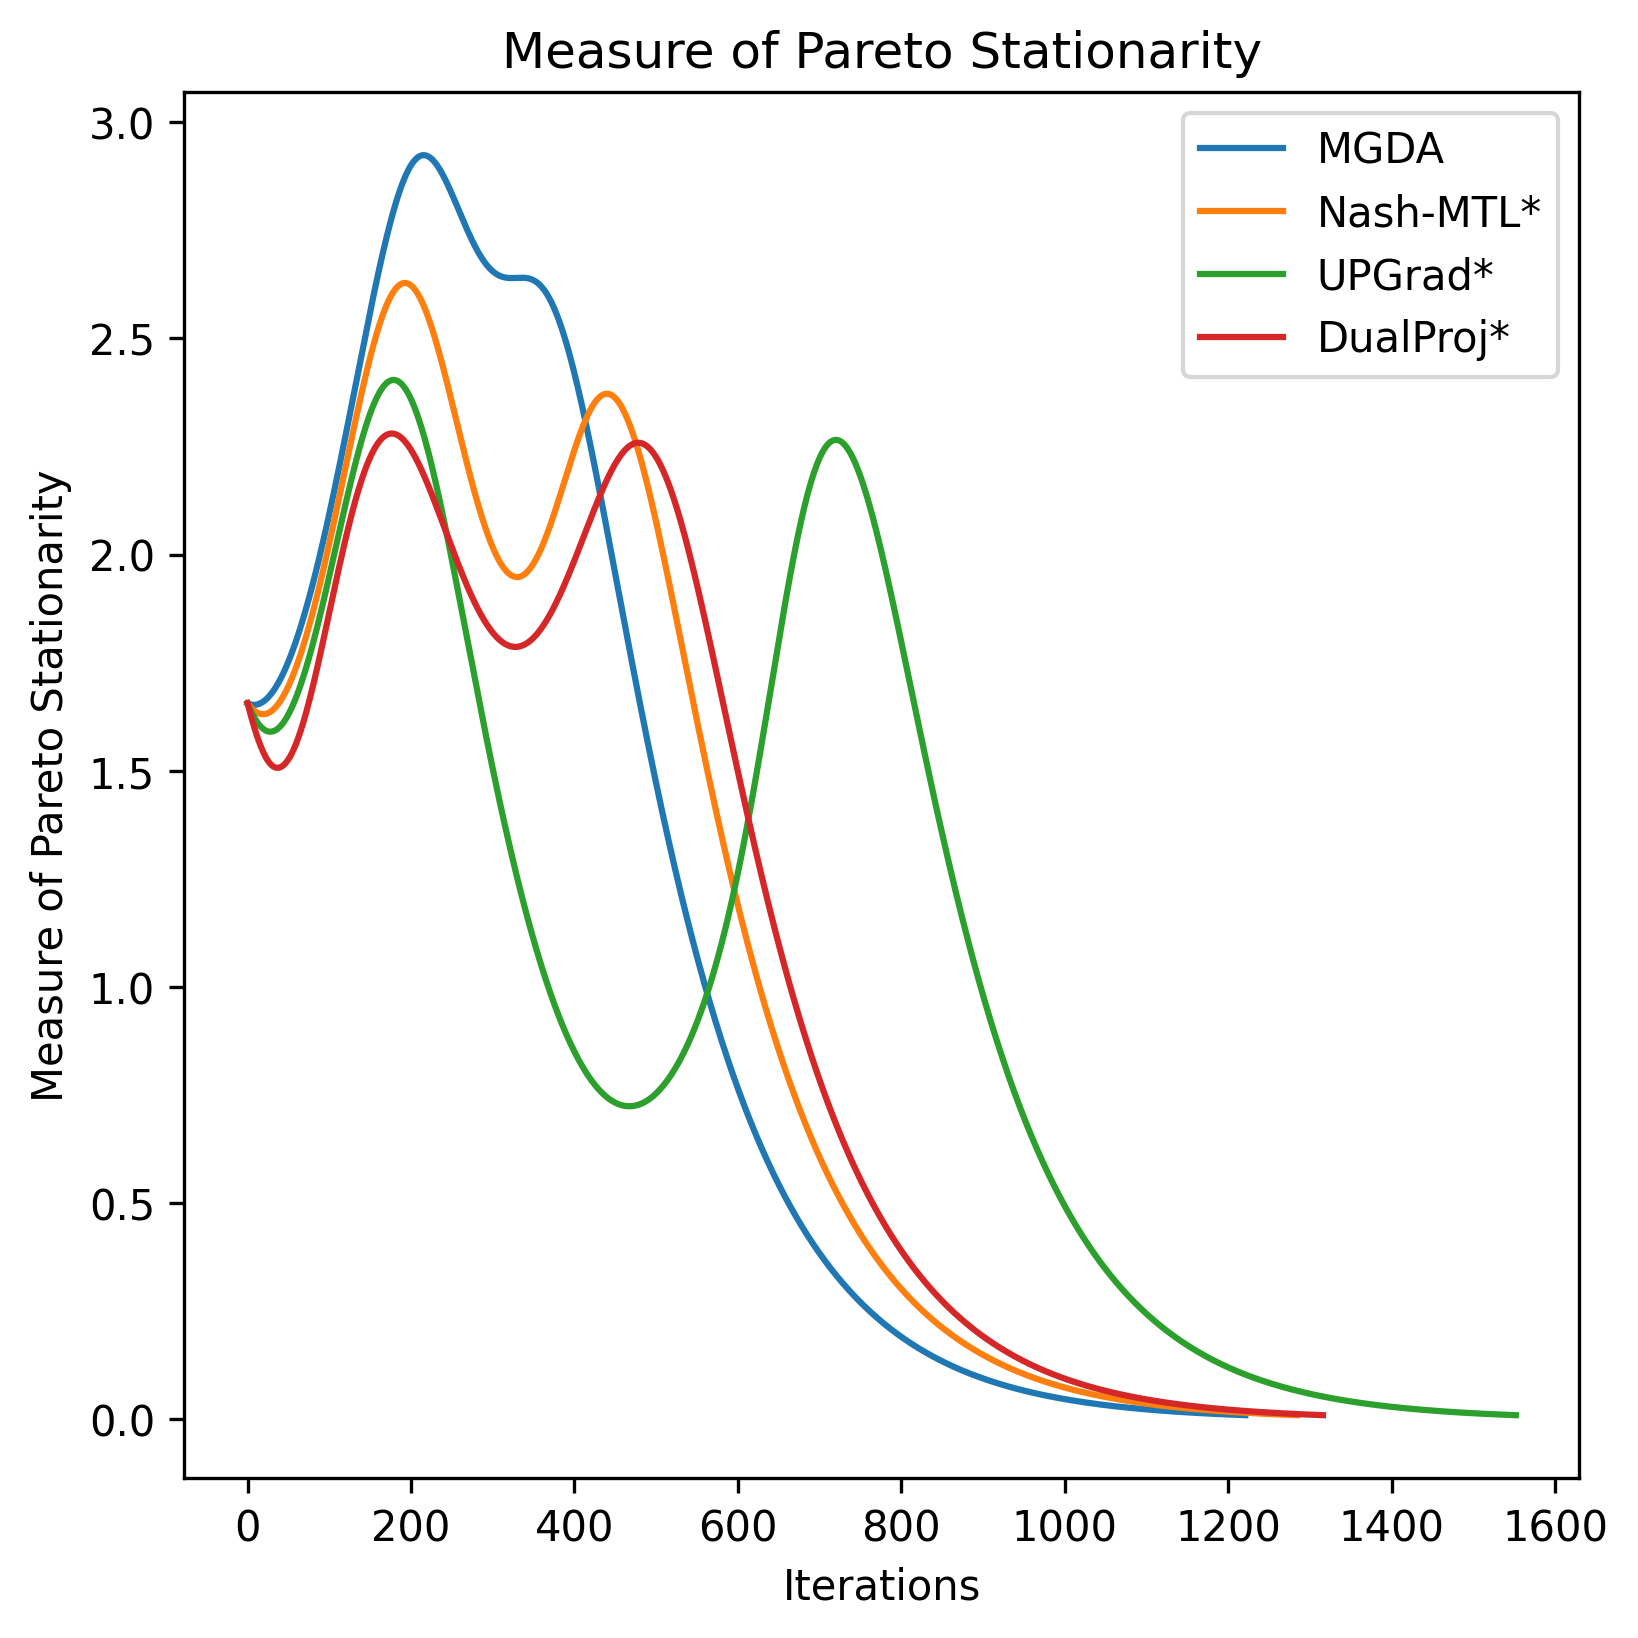 Measure of Pareto Stationarity
MGDA
Nash-MTL*
UPGrad*
DualProj*
Measure of Pareto Stationarity
3.0
2.5
2.0
1.5
1.0
0.5
0.0
0 200 400 600 800 1000 1200 1400 1600
Iterations